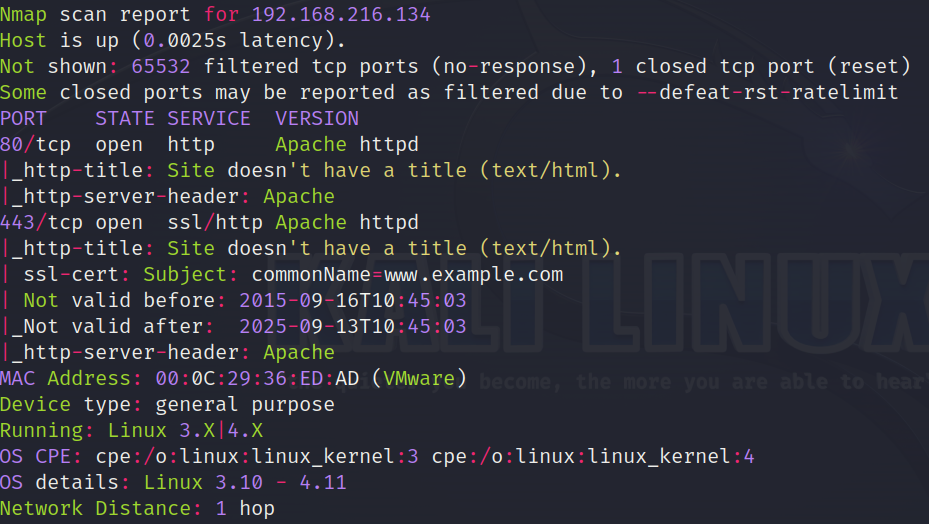 Nmap scan report for 192.168.216.134
Host is up (0.0025s latency).
Not shown: 65532 filtered tcp ports (no-response), 1 closed tcp port (reset)
Some closed ports may be reported as filtered due to --defeat-rst-ratelimit
PORT    STATE SERVICE  VERSION
80/tcp  open  http     Apache httpd
|_http-title: Site doesn't have a title (text/html).
|_http-server-header: Apache
443/tcp open  ssl/http Apache httpd
|_http-title: Site doesn't have a title (text/html).
| ssl-cert: Subject: commonName=www.example.com
| Not valid before: 2015-09-16T10:45:03
|_Not valid after:  2025-09-13T10:45:03
|_http-server-header: Apache
KALI LINUX
MAC Address: 00:0C:29:36:ED:AD (VMware)
become, the more you are able to hear"
Device type: general purpose
Running: Linux 3.X|4.X
OS CPE: cpe:/o:linux:linux_kernel:3 cpe:/o:linux:linux_kernel:4
OS details: Linux 3.10 - 4.11
Network Distance: 1 hop